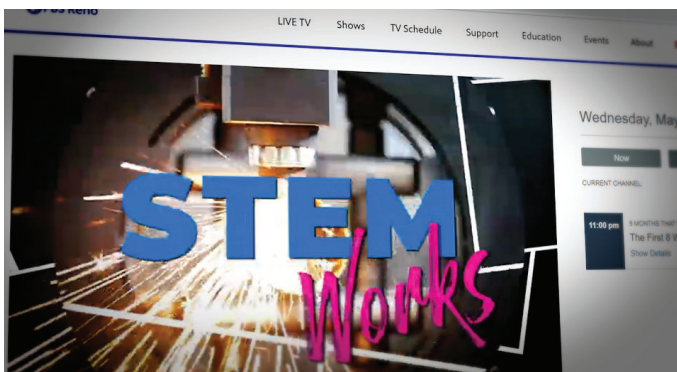 PBS Reno
LIVE TV Shows TV Schedule Support Education Events About
STEM
Works
Wednesday, May
Now
CURRENT CHANNEL
11:00 pm
The First 8 W
Show Details